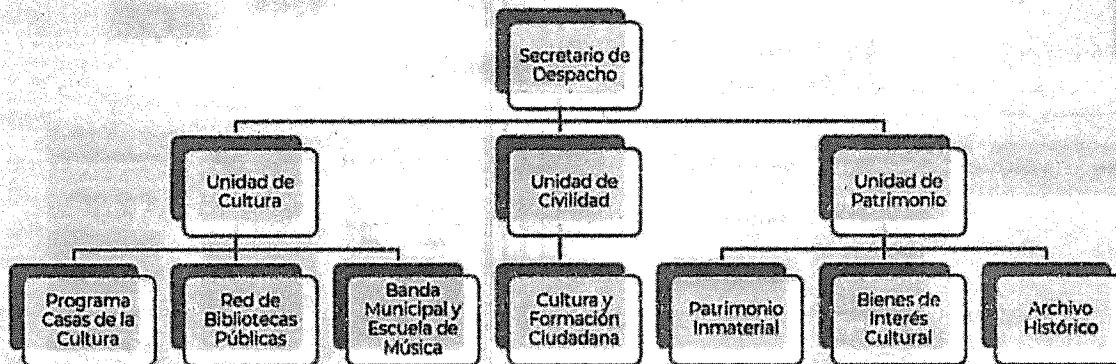 Secretario de
Despacho
Unidad de
Cultura
Unidad de
Civilidad
Unidad de
Patrimonio
Programa
Casas de la
Cultura
Red de
Bibliotecas
Públicas
Banda
Municipal y
Escuela de
Música
Cultura y
Formación
Ciudadana
Patrimonio
Inmaterial
Bienes de
Interés
Cultural
Archivo
Histórico